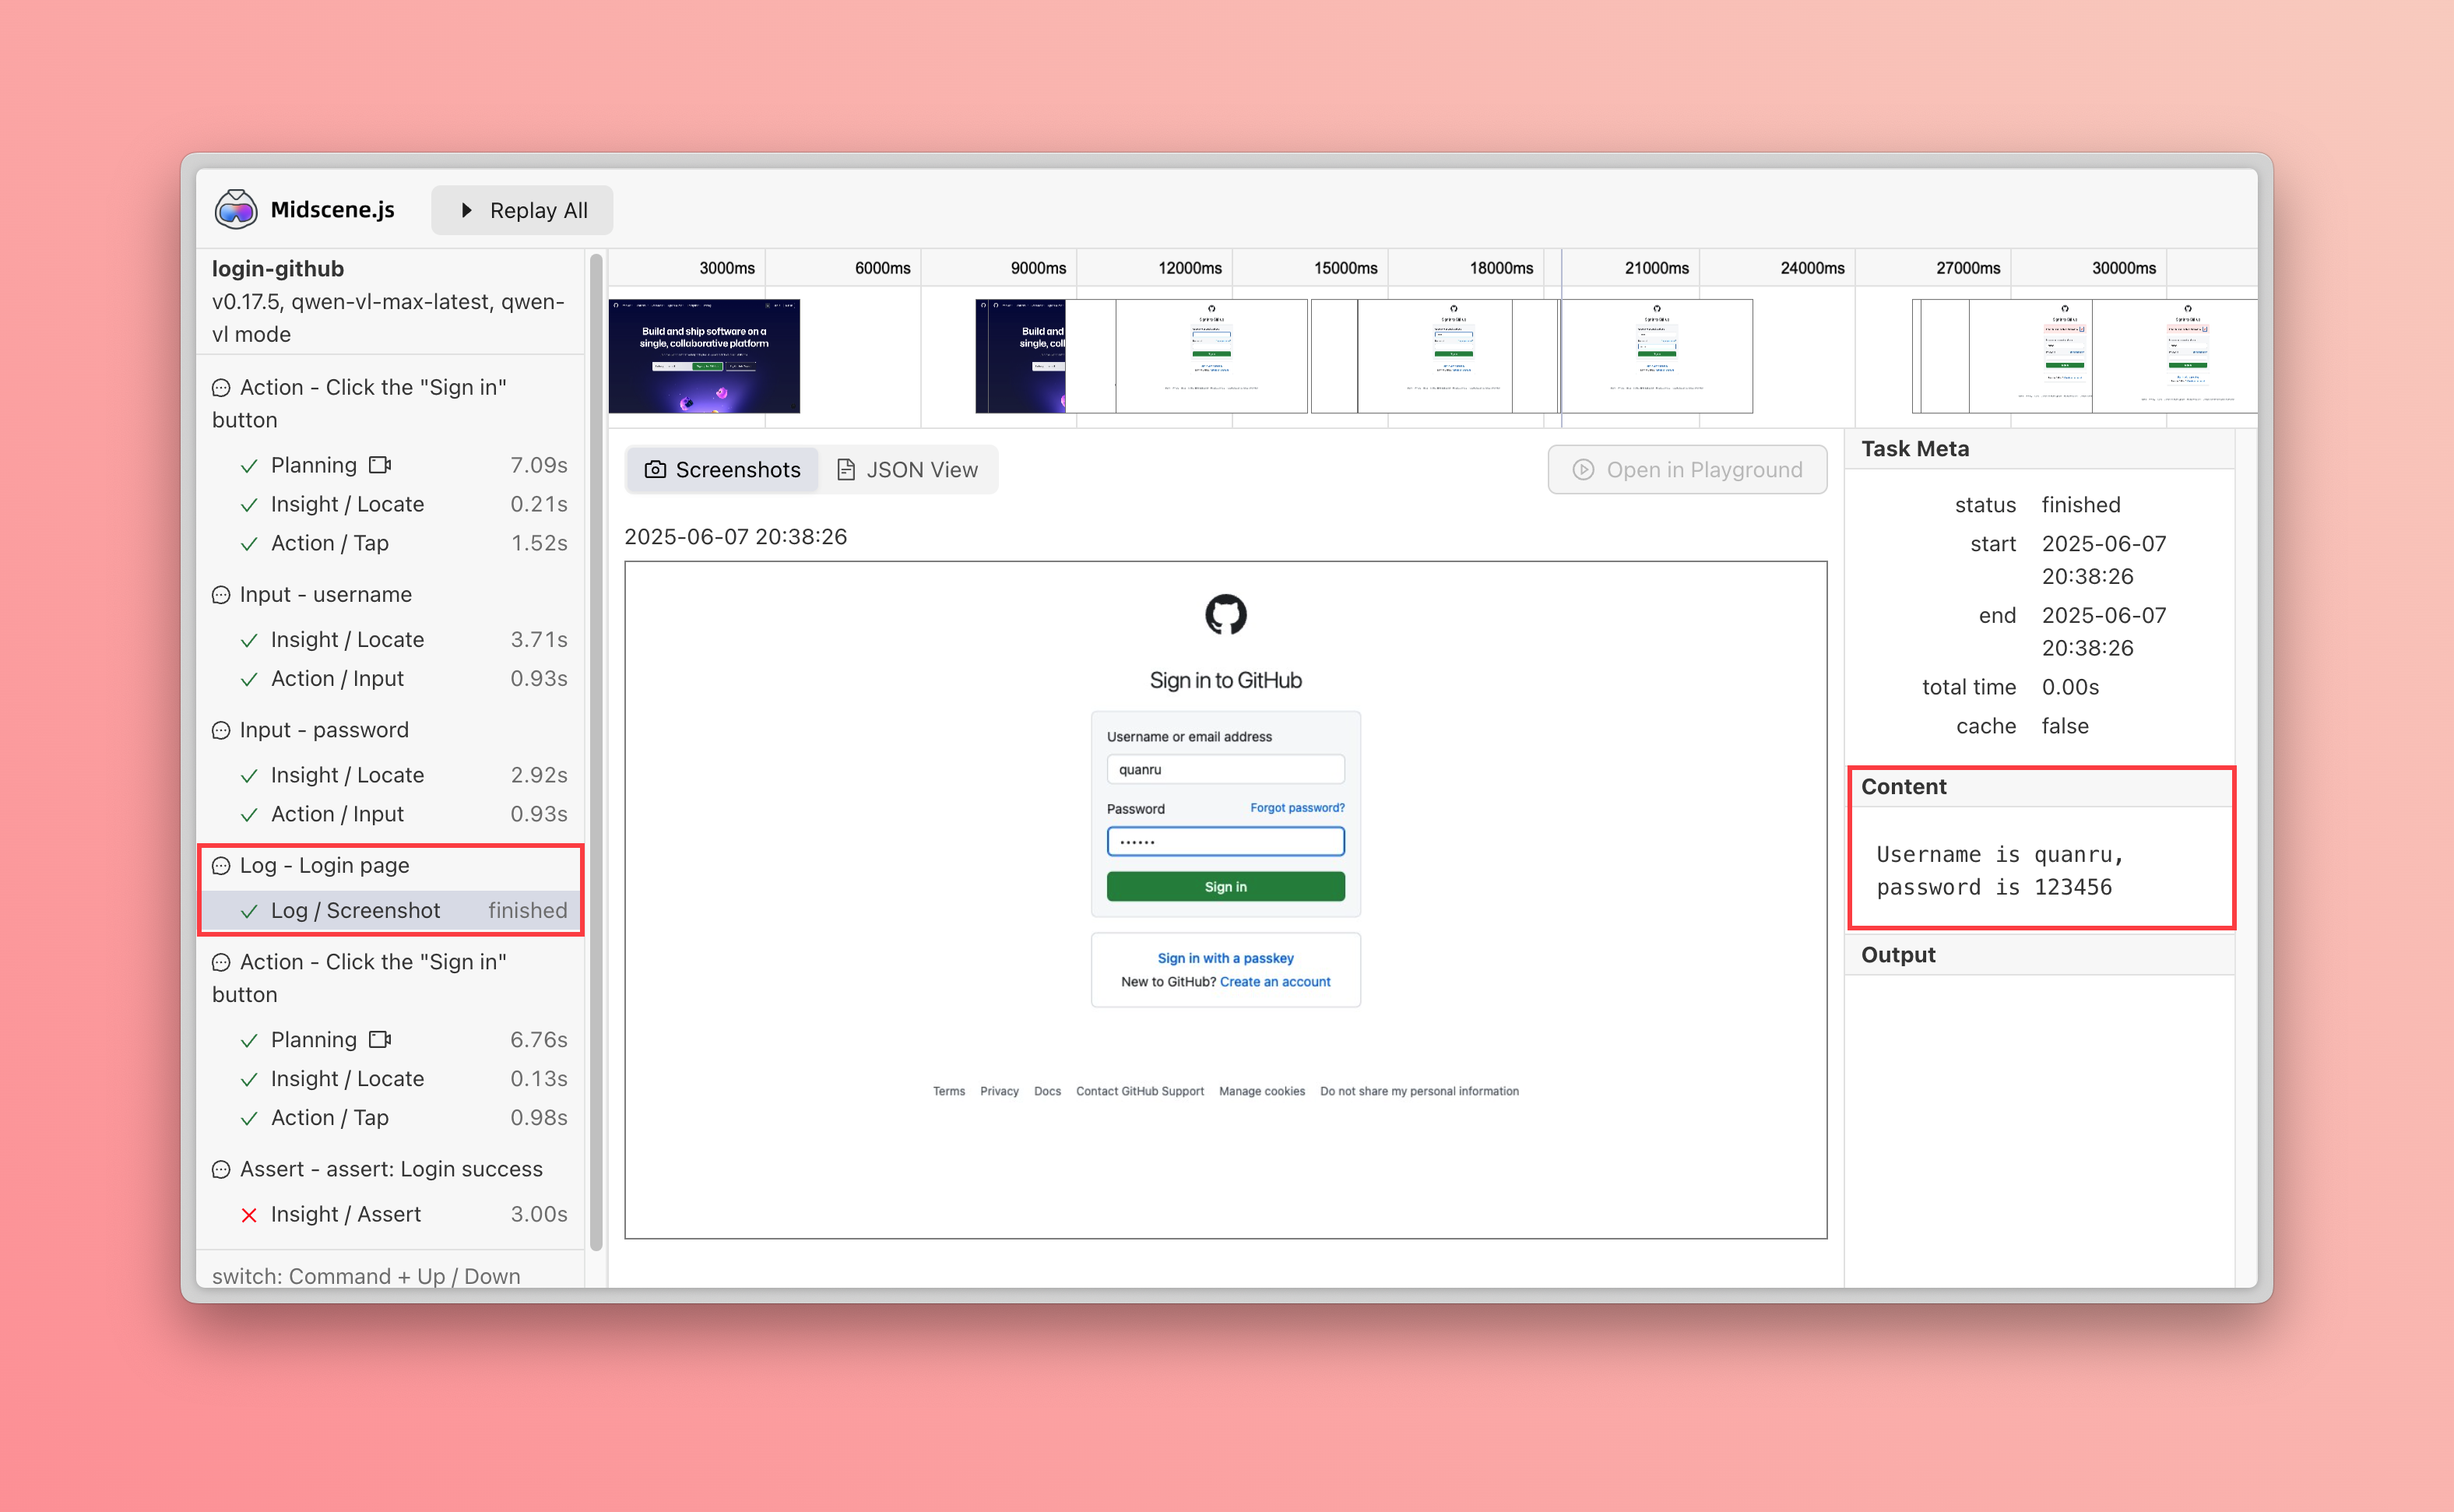 Midscene.js
Replay All
login-github
v0.17.5, qwen-vl-max-latest, qwen-
vl mode
Action - Click the "Sign in"
button
Planning 7.09s
Insight / Locate 0.21s
Action / Tap 1.52s
Input - username
Insight / Locate 3.71s
Action / Input 0.93s
Input - password
Insight / Locate 2.92s
Action / Input 0.93s
Log - Login page
Log / Screenshot finished
Action - Click the "Sign in"
button
Planning 6.76s
Insight / Locate 0.13s
Action / Tap 0.98s
Assert - assert: Login success
Insight / Assert 3.00s
switch: Command + Up / Down
3000ms 6000ms 9000ms 12000ms 15000ms 18000ms 21000ms 24000ms 27000ms 30000ms
Build and ship software on a
single, collaborative platform
Build and
single, coll
Screenshots JSON View Open in Playground
2025-06-07 20:38:26
Sign in to GitHub
Username or email address
quanru
Password Forgot password?
••••••
Sign in
Sign in with a passkey
New to GitHub? Create an account
Terms Privacy Docs Contact GitHub Support Manage cookies Do not share my personal information
Task Meta
status finished
start 2025-06-07
20:38:26
end 2025-06-07
20:38:26
total time 0.00s
cache false
Content
Username is quanru,
password is 123456
Output